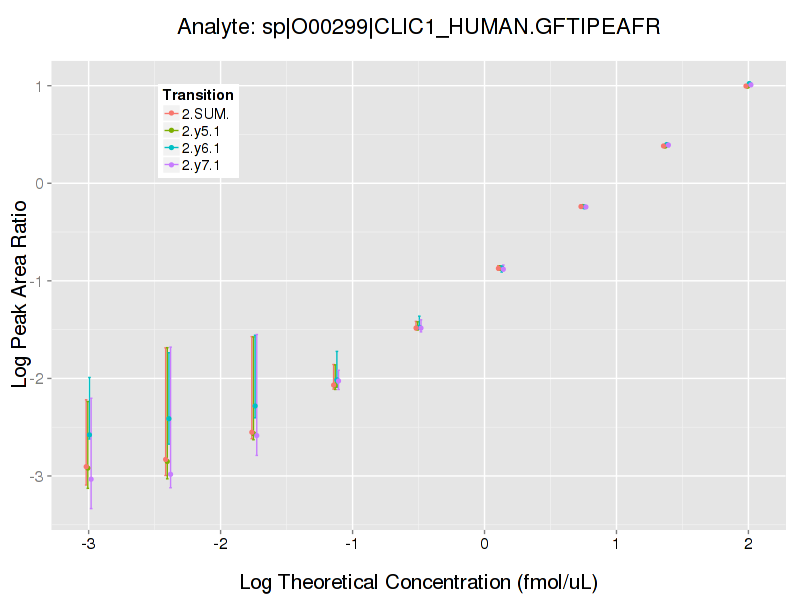 Analyte: sp|O00299|CLIC1_HUMAN.GFTIPEAFR
Log Peak Area Ratio
1
0
-1
-2
-3
Transition
2.SUM.
2.y5.1
2.y6.1
2.y7.1
-3 -2 -1 0 1 2
Log Theoretical Concentration (fmol/uL)